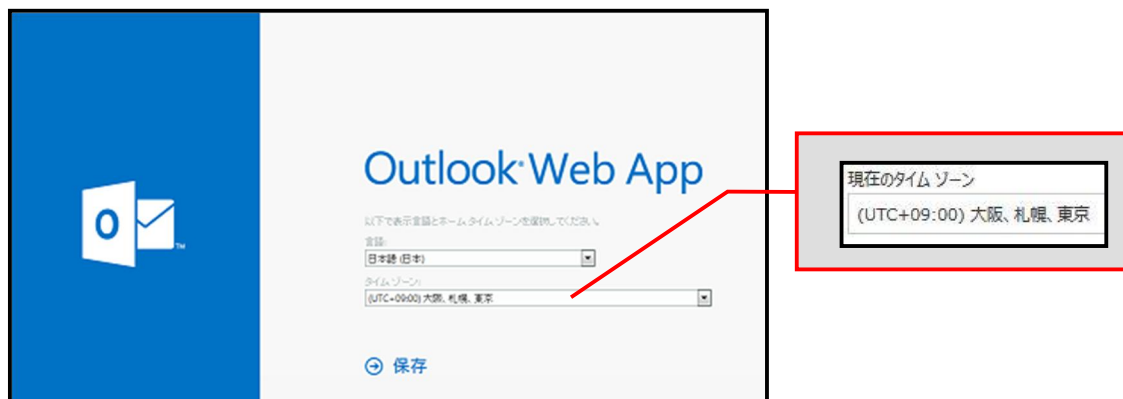 Outlook Web App
以下で表示言語とホーム タイム ゾーンを選択してください。
言語:
日本語 (日本)
タイム ゾーン:
(UTC+09:00) 大阪、札幌、東京
保存
現在のタイム ゾーン
(UTC+09:00) 大阪、札幌、東京